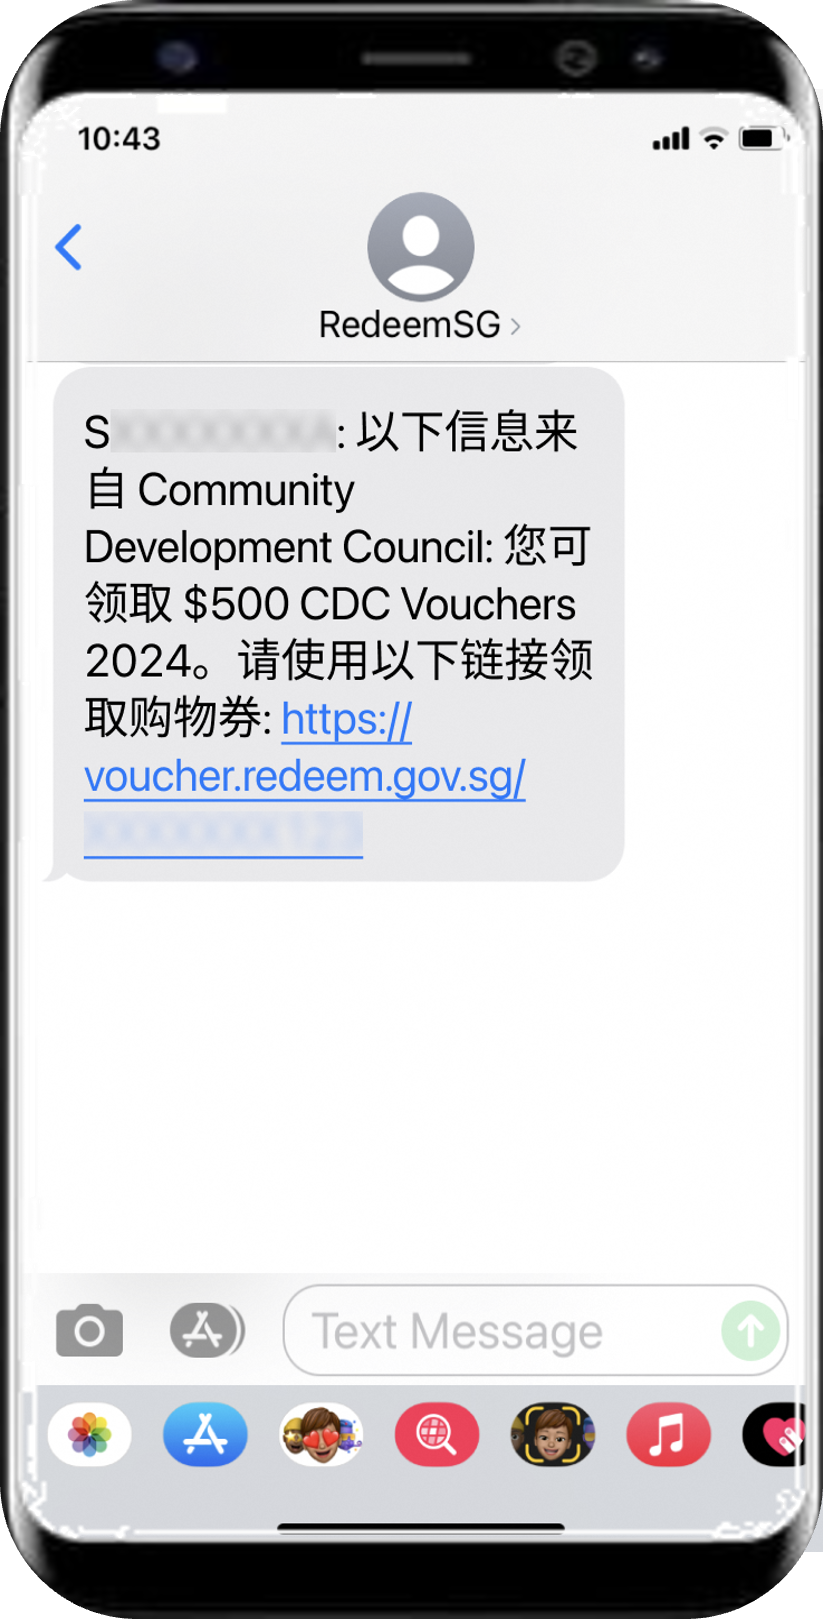 10:43
RedeemSG
S : 以下信息来
自 Community
Development Council: 您可
领取 $500 CDC Vouchers
2024。请使用以下链接领
取购物券: https://
voucher.redeem.gov.sg/
Text Message